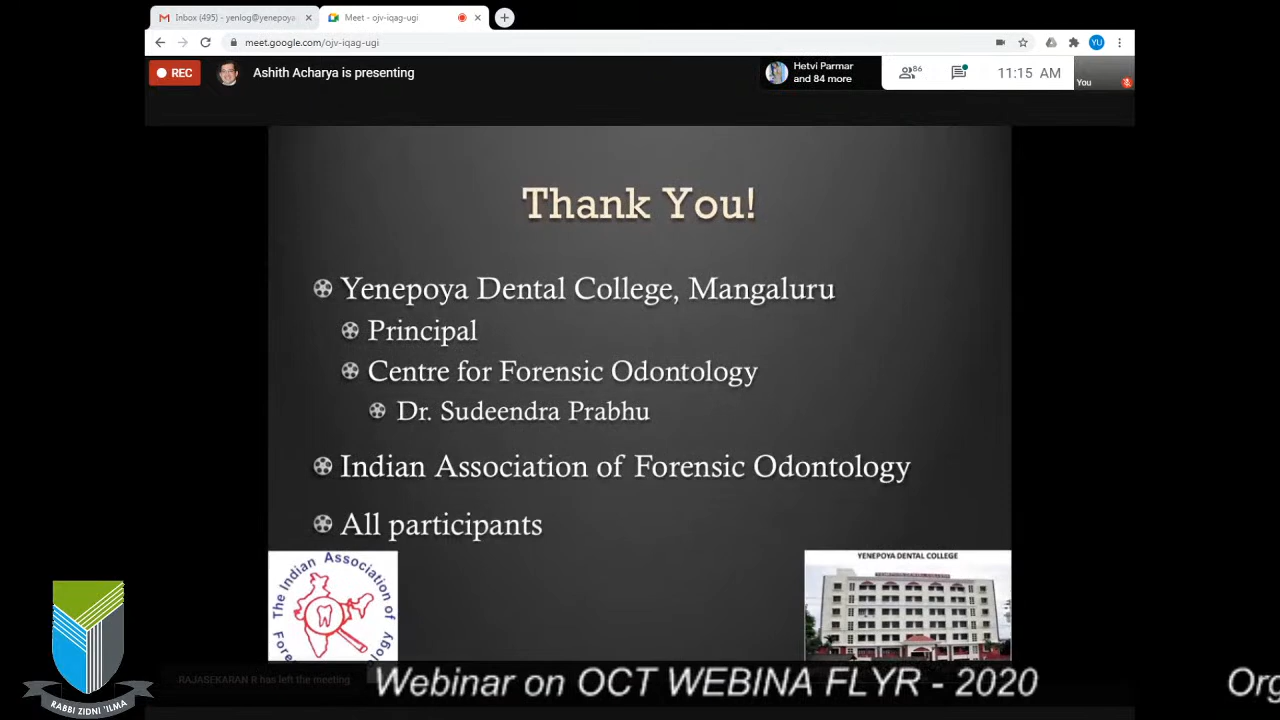 Inbox (495) - yenlog@yenepoya
Meet - ojv-iqag-ugi
meet.google.com/ojv-iqag-ugi
YU
REC
Ashith Acharya is presenting
Hetvi Parmar
and 84 more
86
11:15 AM
You
Thank You!
Yenepoya Dental College, Mangaluru
Principal
Centre for Forensic Odontology
Dr. Sudeendra Prabhu
Indian Association of Forensic Odontology
All participants
The Indian Association of
YENEPOYA DENTAL COLLEGE
RAJASEKARAN R has left the meeting
RABBI ZIDNI 'ILMA
Webinar on OCT WEBINA FLYR - 2020